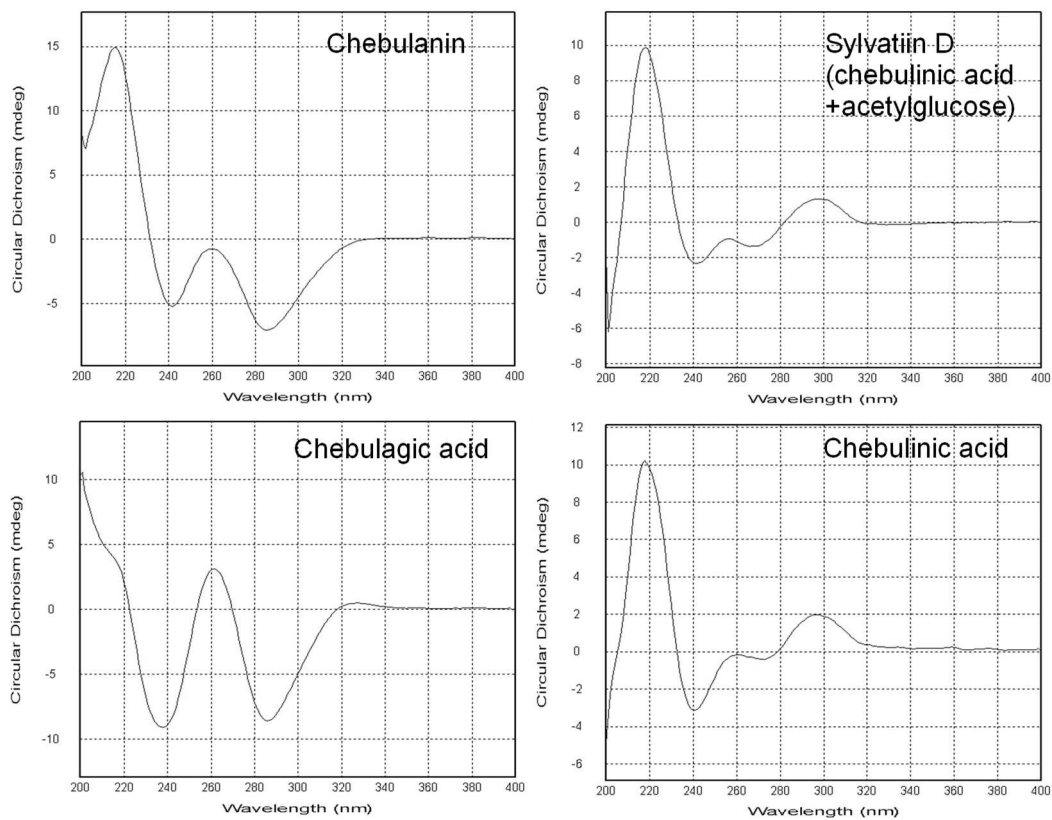 Chebulanin
15
10
5
0
-5
Circular Dichroism (mdeg)
200 220 240 260 280 300 320 340 360 380 400
Wavelength (nm)
Sylvatiin D
(chebulinic acid
+acetylglucose)
10
8
6
4
2
0
-2
-4
-6
-8
Circular Dichroism (mdeg)
200 220 240 260 280 300 320 340 360 380 400
Wavelength (nm)
Chebulagic acid
10
5
0
-5
-10
Circular Dichroism (mdeg)
200 220 240 260 280 300 320 340 360 380 400
Wavelength (nm)
Chebulinic acid
12
10
8
6
4
2
0
-2
-4
-6
Circular Dichroism (mdeg)
200 220 240 260 280 300 320 340 360 380 400
Wavelength (nm)